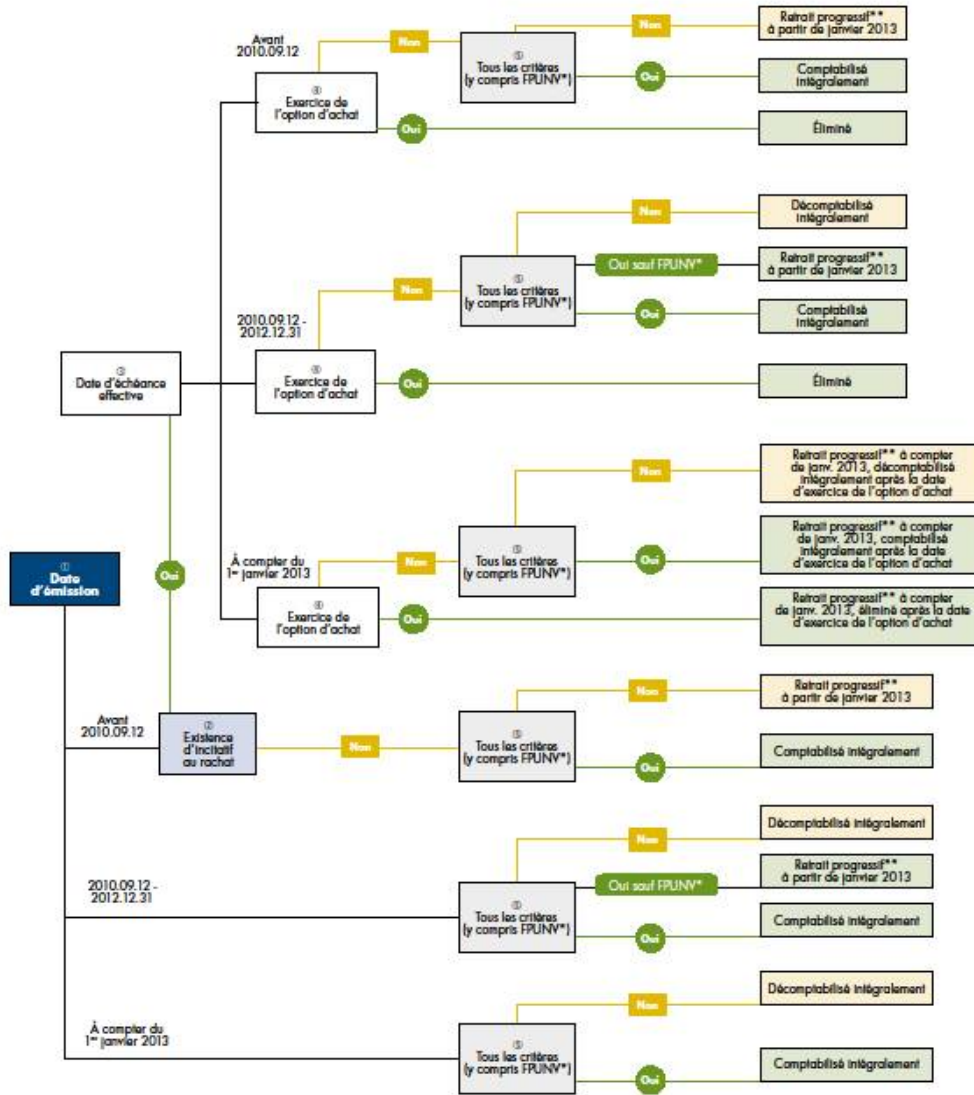 Avant
2010.09.12
Non
Non
Retrait progressif**
à partir de janvier 2013
④
Exercice de
l'option d'achat
⑤
Tous les critères
(y compris FPUNV*)
Oui
Comptabilisé
intégralement
Oui
Éliminé
Non
Décomptabilisé
intégralement
2010.09.12 -
2012.12.31
Non
⑤
Tous les critères
(y compris FPUNV*)
Oui sauf FPUNV*
Retrait progressif**
à partir de janvier 2013
Oui
Comptabilisé
intégralement
③
Date d'échéance
effective
④
Exercice de
l'option d'achat
Oui
Éliminé
Non
Retrait progressif** à compter
de janv. 2013, décomptabilisé
intégralement après la date
d'exercice de l'option d'achat
À compter du
1er janvier 2013
Non
⑤
Tous les critères
(y compris FPUNV*)
Oui
Retrait progressif** à compter
de janv. 2013, comptabilisé
intégralement après la date
d'exercice de l'option d'achat
①
Date
d'émission
Oui
④
Exercice de
l'option d'achat
Oui
Retrait progressif** à compter
de janv. 2013, éliminé après la date
d'exercice de l'option d'achat
Avant
2010.09.12
②
Existence
d'incitatif
au rachat
Non
⑤
Tous les critères
(y compris FPUNV*)
Non
Retrait progressif**
à partir de janvier 2013
Oui
Comptabilisé intégralement
2010.09.12 -
2012.12.31
⑤
Tous les critères
(y compris FPUNV*)
Non
Décomptabilisé intégralement
Oui sauf FPUNV*
Retrait progressif**
à partir de janvier 2013
Oui
Comptabilisé intégralement
À compter du
1er janvier 2013
⑤
Tous les critères
(y compris FPUNV*)
Non
Décomptabilisé intégralement
Oui
Comptabilisé intégralement